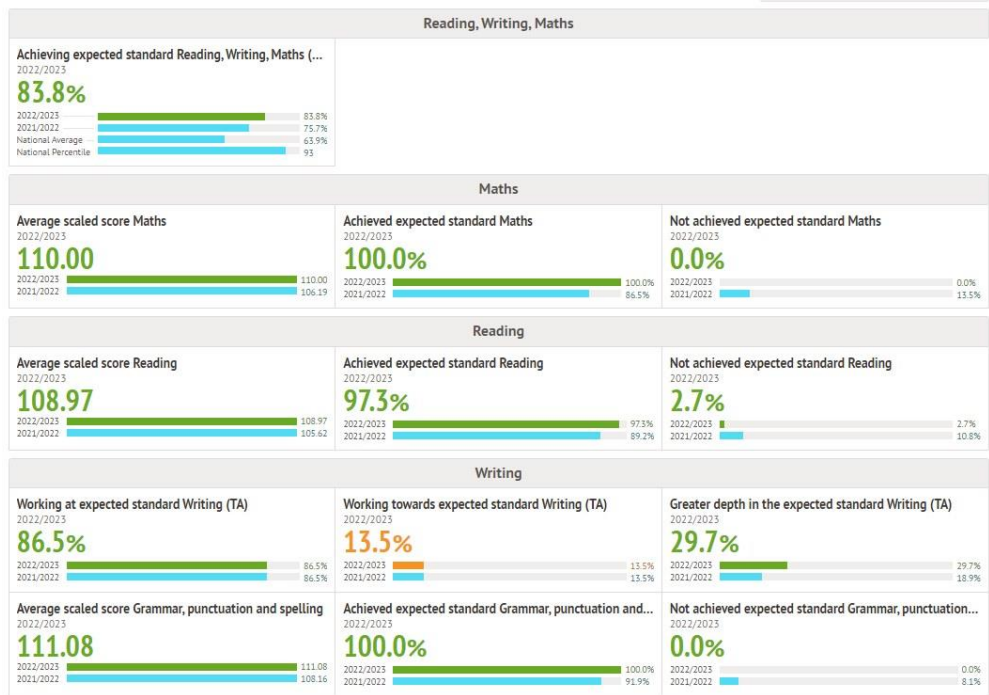 Reading, Writing, Maths
Achieving expected standard Reading, Writing, Maths (...
2022/2023
83.8%
2022/2023 83.8%
2021/2022 75.7%
National Average 63.9%
National Percentile 93
Maths
Average scaled score Maths
2022/2023
110.00
2022/2023 110.00
2021/2022 106.19
Achieved expected standard Maths
2022/2023
100.0%
2022/2023 100.0%
2021/2022 86.5%
Not achieved expected standard Maths
2022/2023
0.0%
2022/2023 0.0%
2021/2022 13.5%
Reading
Average scaled score Reading
2022/2023
108.97
2022/2023 108.97
2021/2022 105.62
Achieved expected standard Reading
2022/2023
97.3%
2022/2023 97.3%
2021/2022 89.2%
Not achieved expected standard Reading
2022/2023
2.7%
2022/2023 2.7%
2021/2022 10.8%
Writing
Working at expected standard Writing (TA)
2022/2023
86.5%
2022/2023 86.5%
2021/2022 86.5%
Working towards expected standard Writing (TA)
2022/2023
13.5%
2022/2023 13.5%
2021/2022 13.5%
Greater depth in the expected standard Writing (TA)
2022/2023
29.7%
2022/2023 29.7%
2021/2022 18.9%
Average scaled score Grammar, punctuation and spelling
2022/2023
111.08
2022/2023 111.08
2021/2022 108.16
Achieved expected standard Grammar, punctuation and...
2022/2023
100.0%
2022/2023 100.0%
2021/2022 91.9%
Not achieved expected standard Grammar, punctuation...
2022/2023
0.0%
2022/2023 0.0%
2021/2022 8.1%